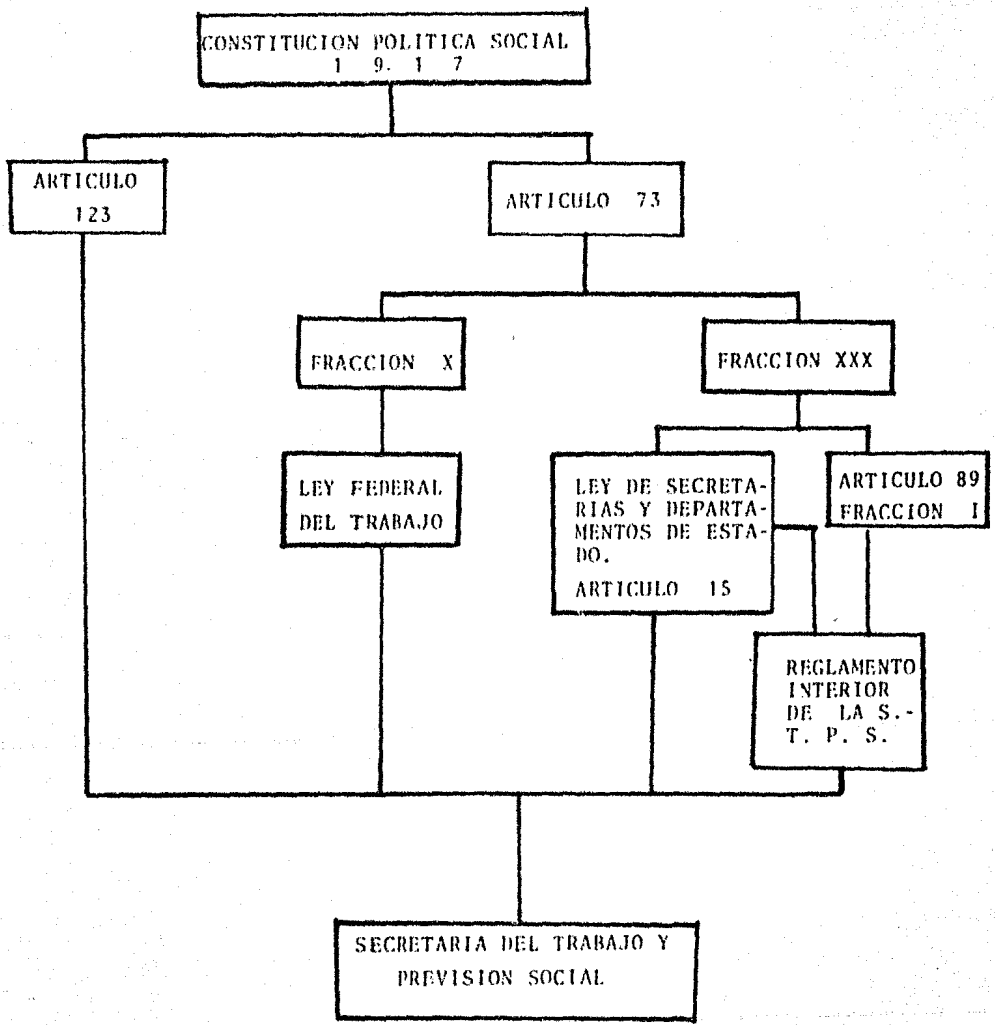 CONSTITUCION POLITICA SOCIAL
1 9. 1 7
ARTICULO
123
ARTICULO 73
FRACCION X
FRACCION XXX
LEY FEDERAL
DEL TRABAJO
LEY DE SECRETA-
RIAS Y DEPARTA-
MENTOS DE ESTA-
DO.
ARTICULO 15
ARTICULO 89
FRACCION I
REGLAMENTO
INTERIOR
DE LA S.-
T. P. S.
SECRETARIA DEL TRABAJO Y
PREVISION SOCIAL